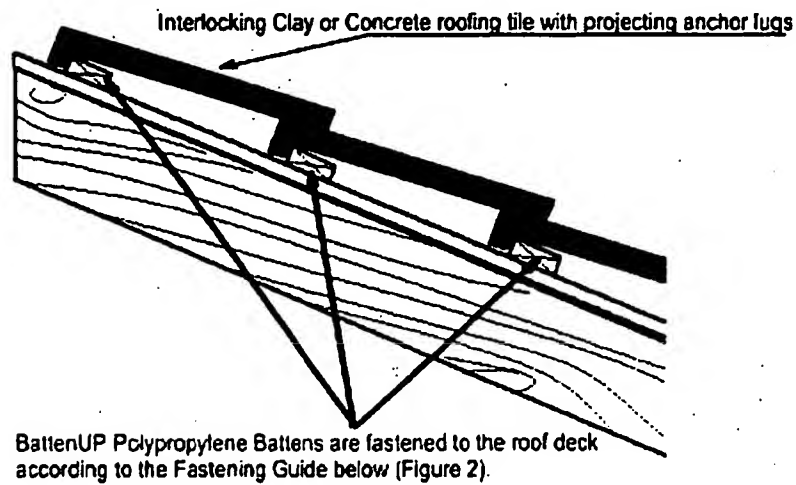 Interlocking Clay or Concrete roofing tile with projecting anchor lugs
BattenUP Polypropylene Battens are fastened to the roof deck
according to the Fastening Guide below (Figure 2).